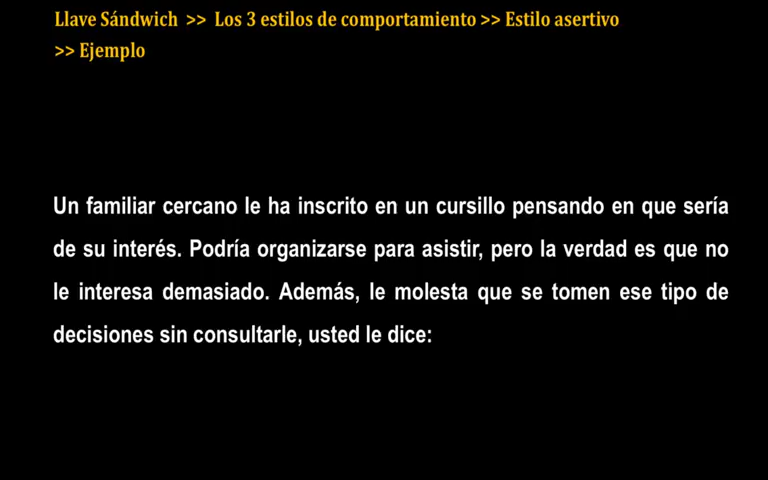 Llave Sándwich >> Los 3 estilos de comportamiento >> Estilo asertivo
>> Ejemplo
Un familiar cercano le ha inscrito en un cursillo pensando en que sería
de su interés. Podría organizarse para asistir, pero la verdad es que no
le interesa demasiado. Además, le molesta que se tomen ese tipo de
decisiones sin consultarle, usted le dice: